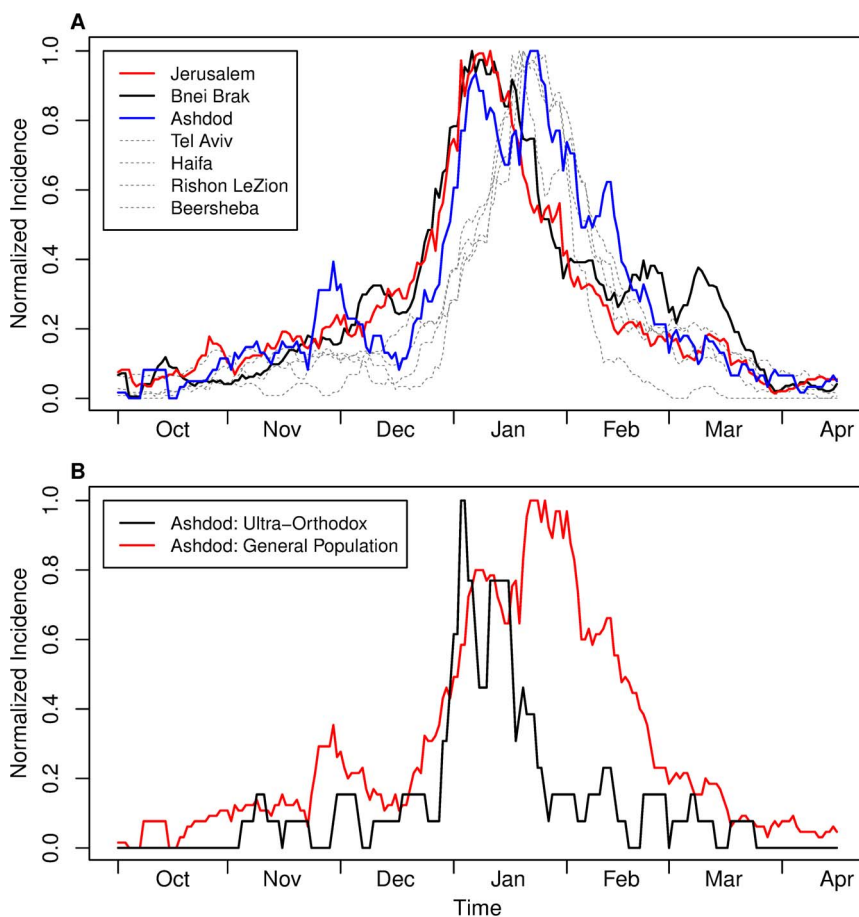 A
Normalized Incidence
1.0
0.8
0.6
0.4
0.2
0.0
Jerusalem
Bnei Brak
Ashdod
Tel Aviv
Haifa
Rishon LeZion
Beersheba
Oct Nov Dec Jan Feb Mar Apr
B
Normalized Incidence
1.0
0.8
0.6
0.4
0.2
0.0
Ashdod: Ultra−Orthodox
Ashdod: General Population
Oct Nov Dec Jan Feb Mar Apr
Time